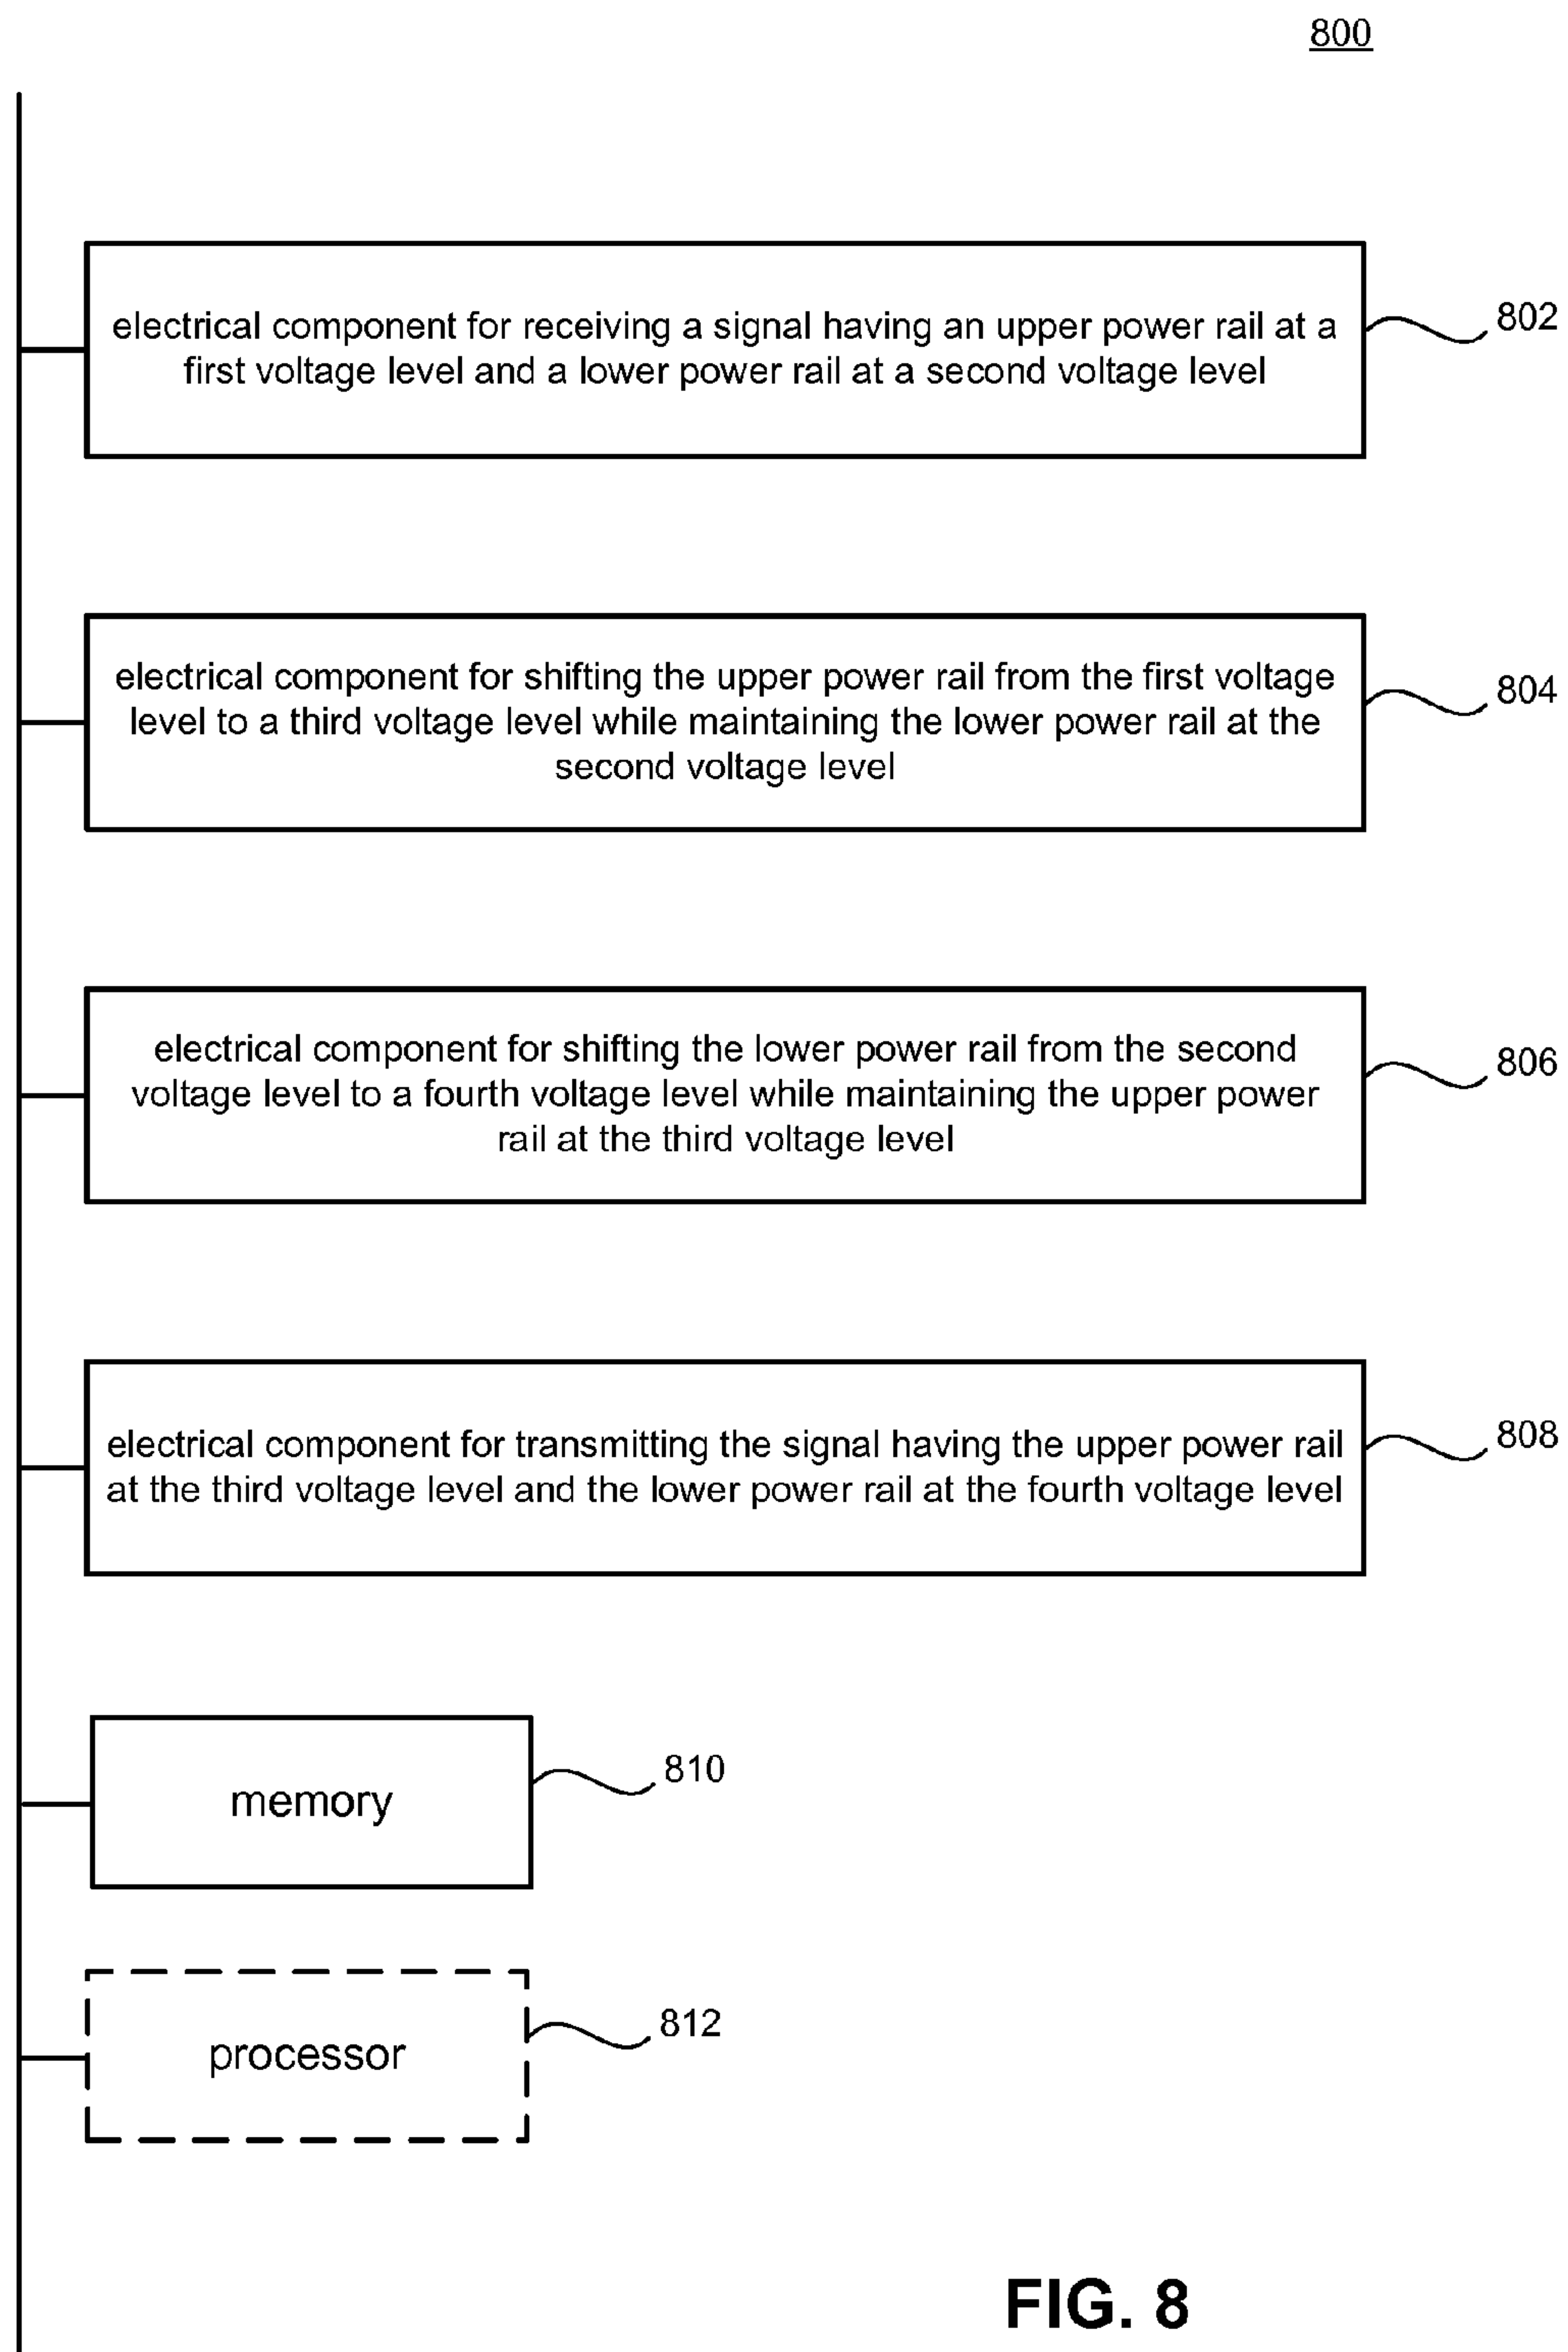 800
electrical component for receiving a signal having an upper power rail at a
first voltage level and a lower power rail at a second voltage level
802
electrical component for shifting the upper power rail from the first voltage
level to a third voltage level while maintaining the lower power rail at the
second voltage level
804
electrical component for shifting the lower power rail from the second
voltage level to a fourth voltage level while maintaining the upper power
rail at the third voltage level
806
electrical component for transmitting the signal having the upper power rail
at the third voltage level and the lower power rail at the fourth voltage level
808
memory
810
processor
812
FIG. 8